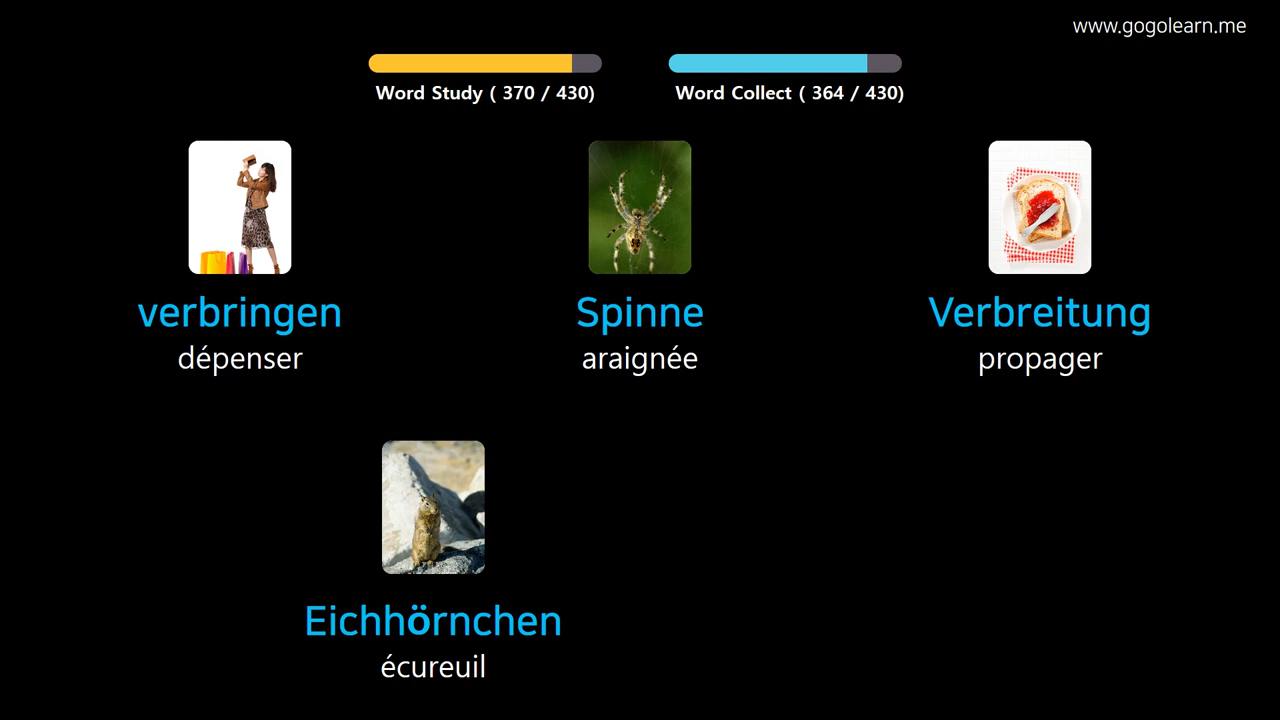 www.gogolearn.me
Word Study ( 370 / 430)
Word Collect ( 364 / 430)
verbringen
dépenser
Spinne
araignée
Verbreitung
propager
Eichhörnchen
écureuil